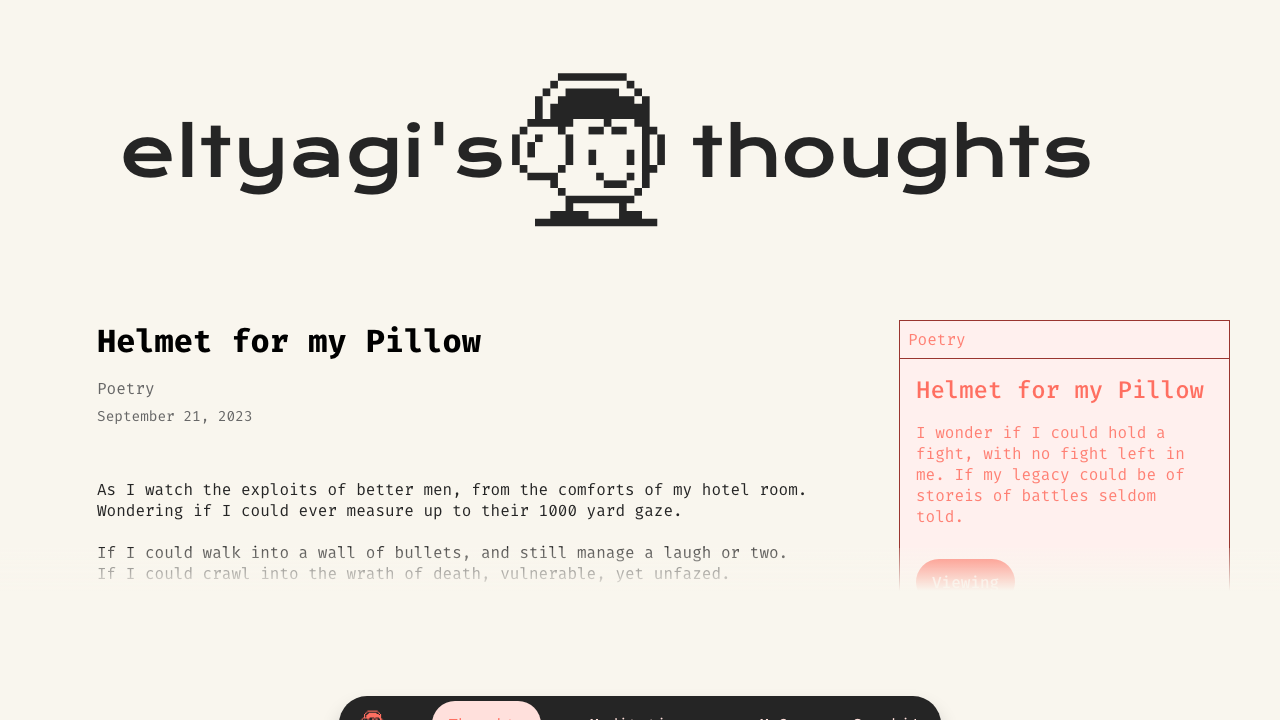 eltyagi's thoughts
Helmet for my Pillow
Poetry
September 21, 2023
As I watch the exploits of better men, from the comforts of my hotel room.
Wondering if I could ever measure up to their 1000 yard gaze.
If I could walk into a wall of bullets, and still manage a laugh or two.
If I could crawl into the wrath of death, vulnerable, yet unfazed.
Poetry
Helmet for my Pillow
I wonder if I could hold a
fight, with no fight left in
me. If my legacy could be of
storeis of battles seldom
told.
Viewing